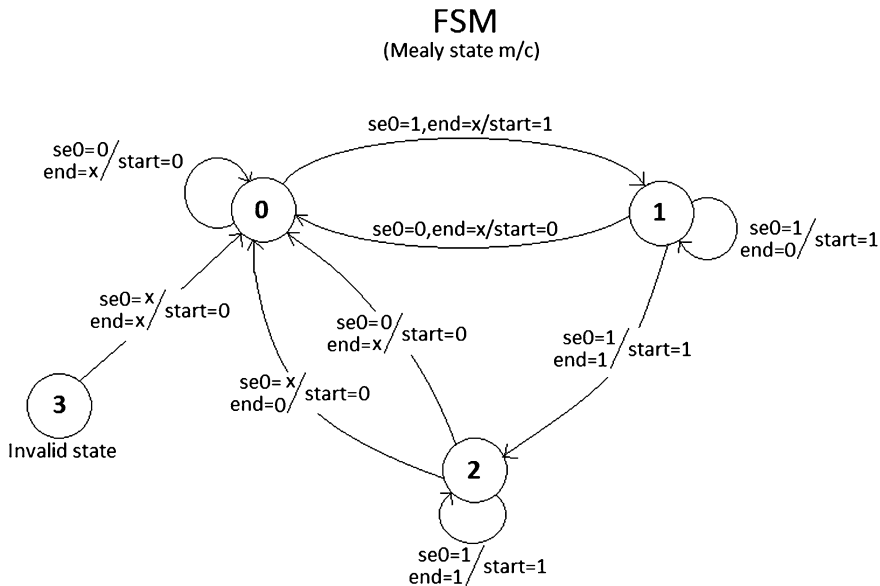 FSM
(Mealy state m/c)
se0=1,end=x/start=1
se0=0
end=x/start=0
0
1
se0=0,end=x/start=0
se0=1
end=0/start=1
se0=x
end=x/start=0
se0=0
end=x/start=0
se0=1
end=1/start=1
se0=x
end=0/start=0
3
Invalid state
2
se0=1
end=1/start=1